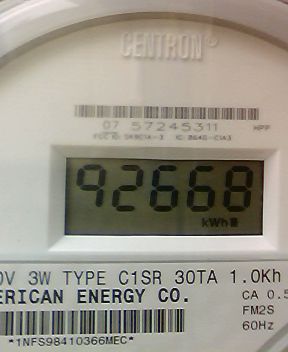 CENTRON®
07 57245311 HPP
92668
kWh
0V 3W TYPE C1SR 30TA 1.0Kh
ERICAN ENERGY CO. CA 0.5
FM2S
60Hz
*1NFS98410366MEC*